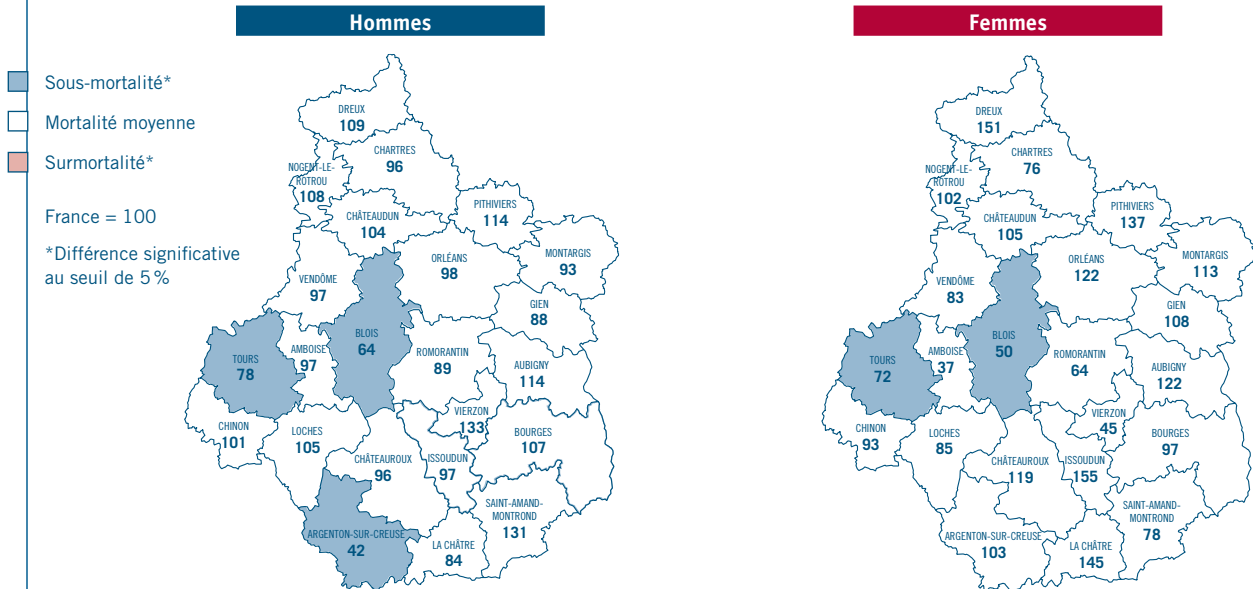 Hommes
Femmes
Sous-mortalité*
Mortalité moyenne
Surmortalité*
France = 100
*Différence significative
au seuil de 5 %
DREUX
109
CHARTRES
96
NOGENT-LE-
ROTROU
108
PITHIVIERS
114
CHÂTEAUDUN
104
MONTARGIS
93
ORLÉANS
98
VENDÔME
97
GIEN
88
BLOIS
64
TOURS
78
AMBOISE
97
ROMORANTIN
89
AUBIGNY
114
VIERZON
133
CHINON
101
LOCHES
105
BOURGES
107
CHÂTEAUROUX
96
ISSOUDUN
97
SAINT-AMAND-
MONTROND
131
ARGENTON-SUR-CREUSE
42
LA CHÂTRE
84
DREUX
151
CHARTRES
76
NOGENT-LE-
ROTROU
102
PITHIVIERS
137
CHÂTEAUDUN
105
MONTARGIS
113
ORLÉANS
122
VENDÔME
83
GIEN
108
BLOIS
50
TOURS
72
AMBOISE
37
ROMORANTIN
64
AUBIGNY
122
VIERZON
45
CHINON
93
LOCHES
85
BOURGES
97
CHÂTEAUROUX
119
ISSOUDUN
155
SAINT-AMAND-
MONTROND
78
ARGENTON-SUR-CREUSE
103
LA CHÂTRE
145